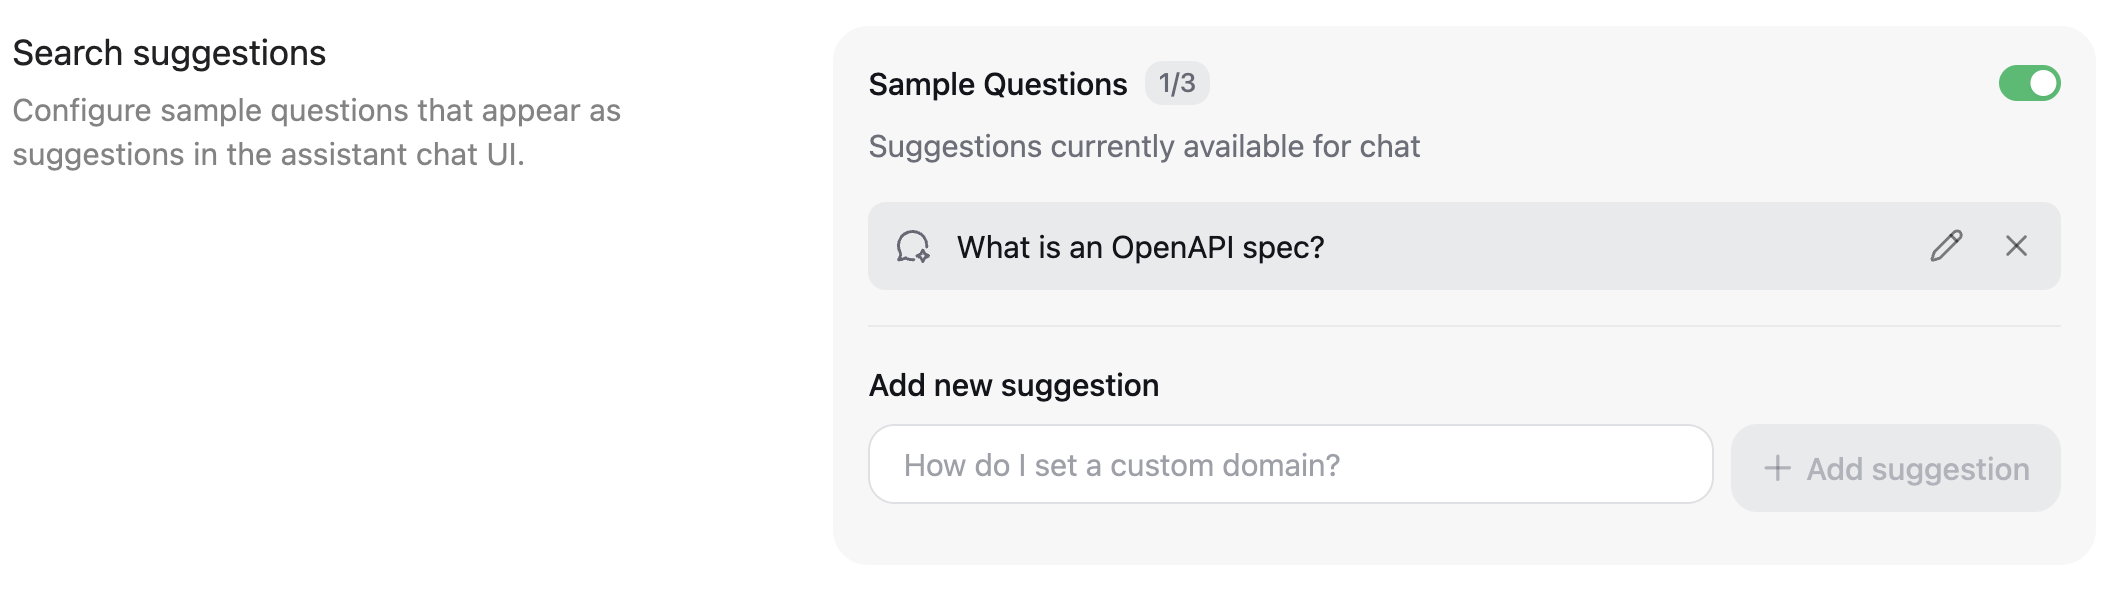 Search suggestions
Configure sample questions that appear as
suggestions in the assistant chat UI.
Sample Questions 1/3
Suggestions currently available for chat
What is an OpenAPI spec?
Add new suggestion
How do I set a custom domain?
Add suggestion